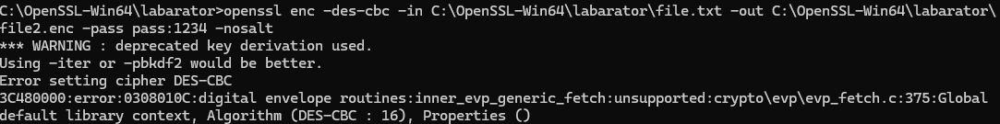 C:\OpenSSL-Win64\labarator>openssl enc -des-cbc -in C:\OpenSSL-Win64\labarator\file.txt -out C:\OpenSSL-Win64\labarator\
file2.enc -pass pass:1234 -nosalt
*** WARNING : deprecated key derivation used.
Using -iter or -pbkdf2 would be better.
Error setting cipher DES-CBC
3C480000:error:0308010C:digital envelope routines:inner_evp_generic_fetch:unsupported:crypto\evp\evp_fetch.c:375:Global
default library context, Algorithm (DES-CBC : 16), Properties ()